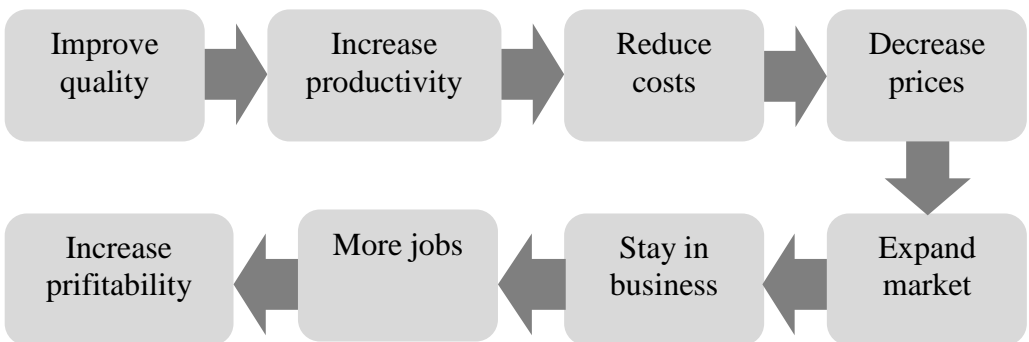 Improve
quality
Increase
productivity
Reduce
costs
Decrease
prices
Expand
market
Stay in
business
More jobs
Increase
prifitability